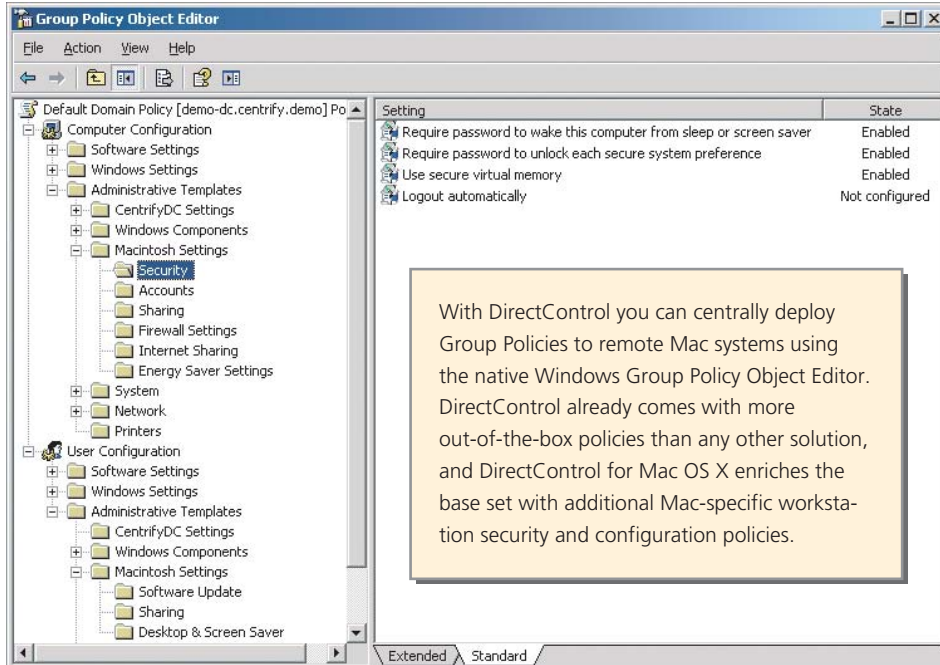 Group Policy Object Editor
File Action View Help
Default Domain Policy [demo-dc.centrify.demo] Po
Computer Configuration
Software Settings
Windows Settings
Administrative Templates
CentrifyDC Settings
Windows Components
Macintosh Settings
Security
Accounts
Sharing
Firewall Settings
Internet Sharing
Energy Saver Settings
System
Network
Printers
User Configuration
Software Settings
Windows Settings
Administrative Templates
CentrifyDC Settings
Windows Components
Macintosh Settings
Software Update
Sharing
Desktop & Screen Saver
Setting State
Require password to wake this computer from sleep or screen saver Enabled
Require password to unlock each secure system preference Enabled
Use secure virtual memory Enabled
Logout automatically Not configured
With DirectControl you can centrally deploy
Group Policies to remote Mac systems using
the native Windows Group Policy Object Editor.
DirectControl already comes with more
out-of-the-box policies than any other solution,
and DirectControl for Mac OS X enriches the
base set with additional Mac-specific worksta-
tion security and configuration policies.
Extended Standard